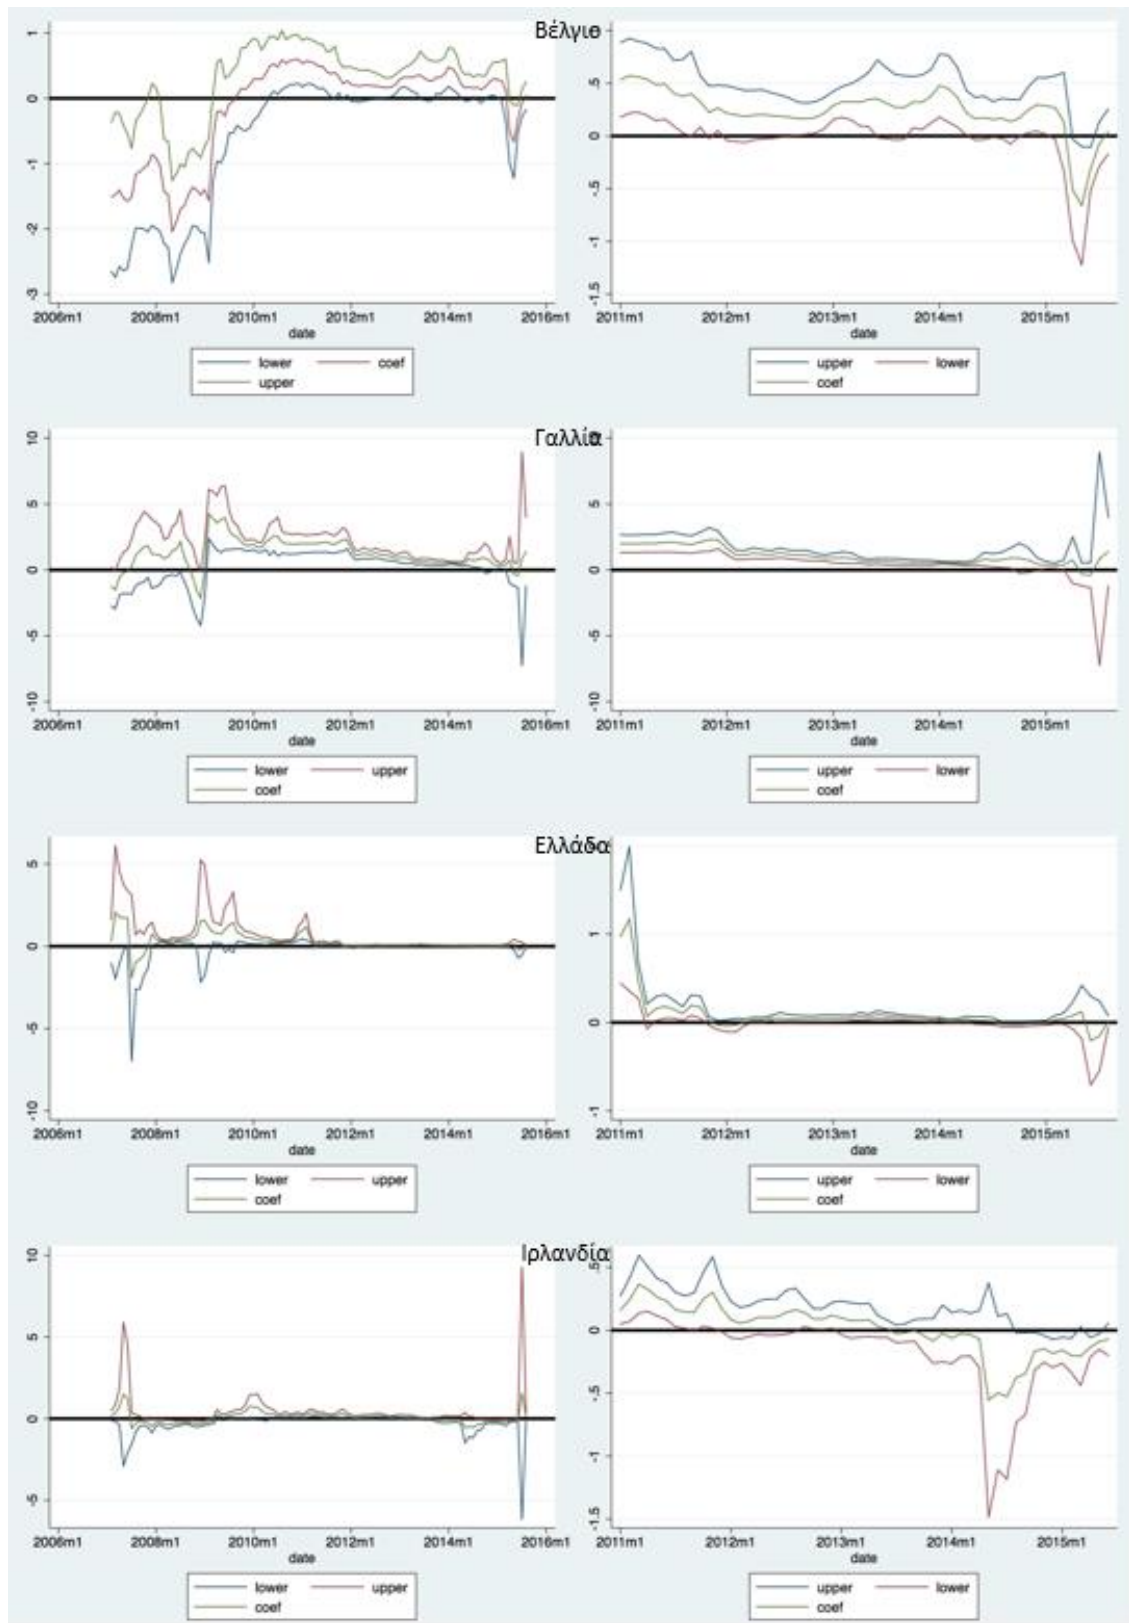 Βέλγιο
1
0
-1
-2
-3
2006m1 2008m1 2010m1 2012m1 2014m1 2016m1
date
lower coef
upper
.5
0
-.5
-1
-1.5
2011m1 2012m1 2013m1 2014m1 2015m1
date
upper lower
coef
Γαλλία
10
5
0
-5
-10
2006m1 2008m1 2010m1 2012m1 2014m1 2016m1
date
lower upper
coef
5
0
-5
-10
2011m1 2012m1 2013m1 2014m1 2015m1
date
upper lower
coef
Ελλάδα
5
0
-5
-10
2006m1 2008m1 2010m1 2012m1 2014m1 2016m1
date
lower upper
coef
1
0
-1
2011m1 2012m1 2013m1 2014m1 2015m1
date
upper lower
coef
Ιρλανδία
10
5
0
-5
2006m1 2008m1 2010m1 2012m1 2014m1 2016m1
date
lower upper
coef
.5
0
-.5
-1
-1.5
2011m1 2012m1 2013m1 2014m1 2015m1
date
upper lower
coef